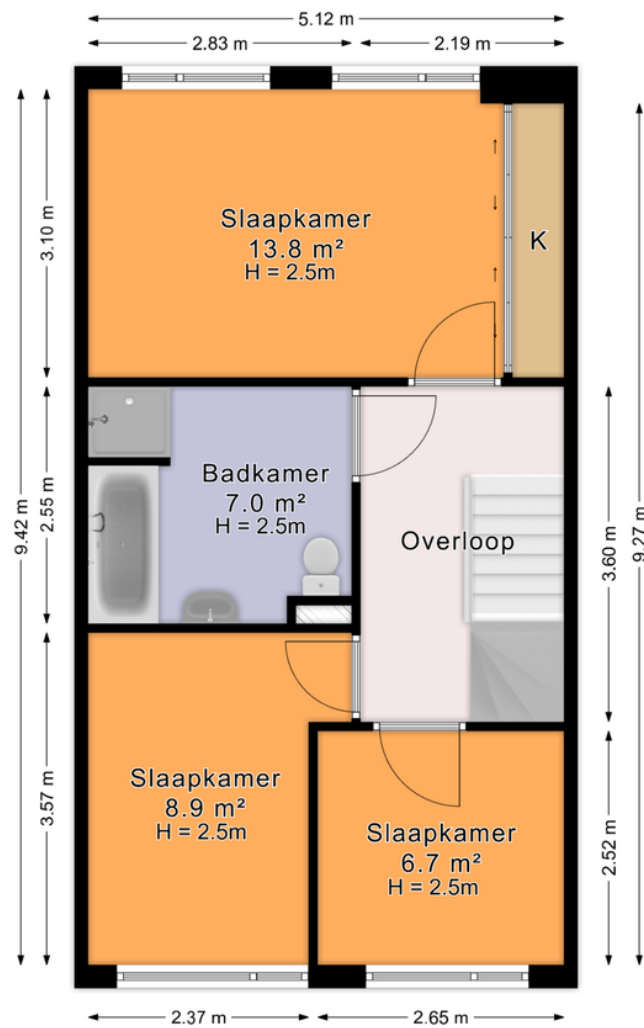 5.12 m
2.83 m
2.19 m
3.10 m
9.42 m
2.55 m
3.57 m
Slaapkamer
13.8 m²
H = 2.5m
K
Badkamer
7.0 m²
H = 2.5m
Overloop
3.60 m
9.27 m
Slaapkamer
8.9 m²
H = 2.5m
Slaapkamer
6.7 m²
H = 2.5m
2.52 m
2.37 m
2.65 m